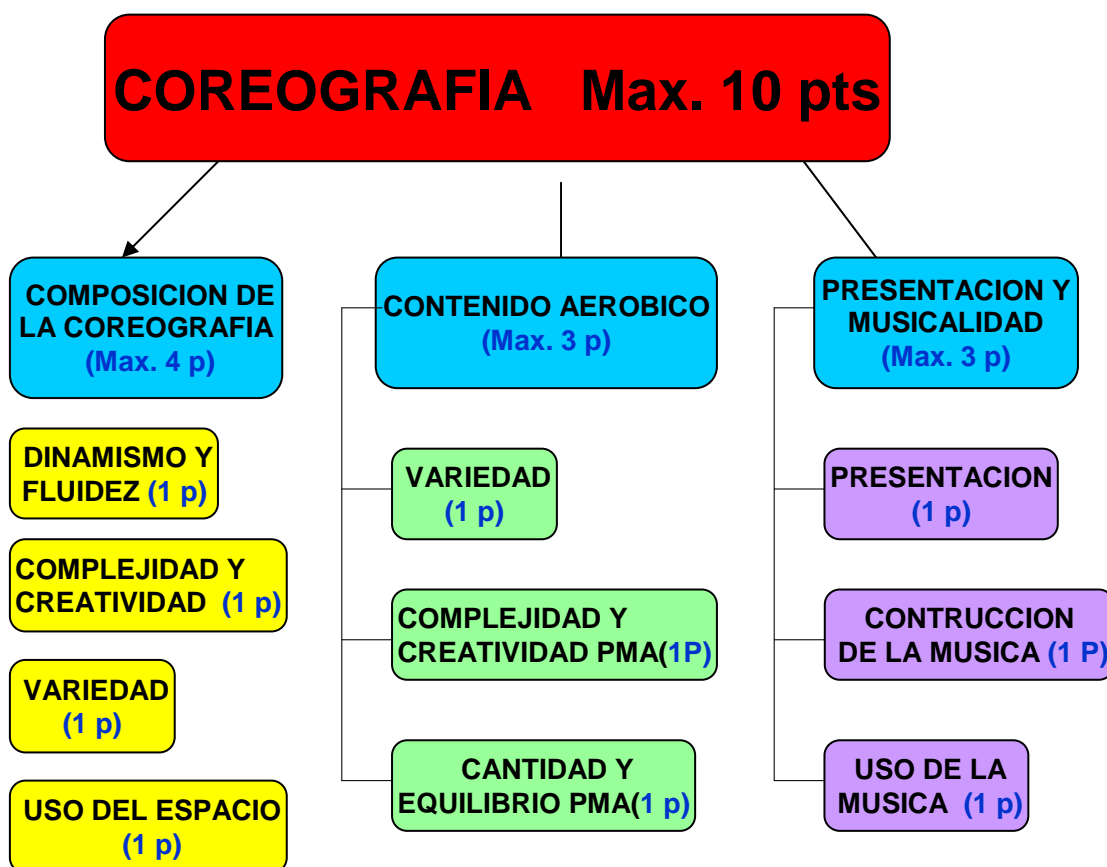 COREOGRAFIA Max. 10 pts
COMPOSICION DE
LA COREOGRAFIA
(Max. 4 p)
DINAMISMO Y
FLUIDEZ (1 p)
COMPLEJIDAD Y
CREATIVIDAD (1 p)
VARIEDAD
(1 p)
USO DEL ESPACIO
(1 p)
CONTENIDO AEROBICO
(Max. 3 p)
VARIEDAD
(1 p)
COMPLEJIDAD Y
CREATIVIDAD PMA(1P)
CANTIDAD Y
EQUILIBRIO PMA(1 p)
PRESENTACION Y
MUSICALIDAD
(Max. 3 p)
PRESENTACION
(1 p)
CONTRUCCION
DE LA MUSICA (1 P)
USO DE LA
MUSICA (1 p)